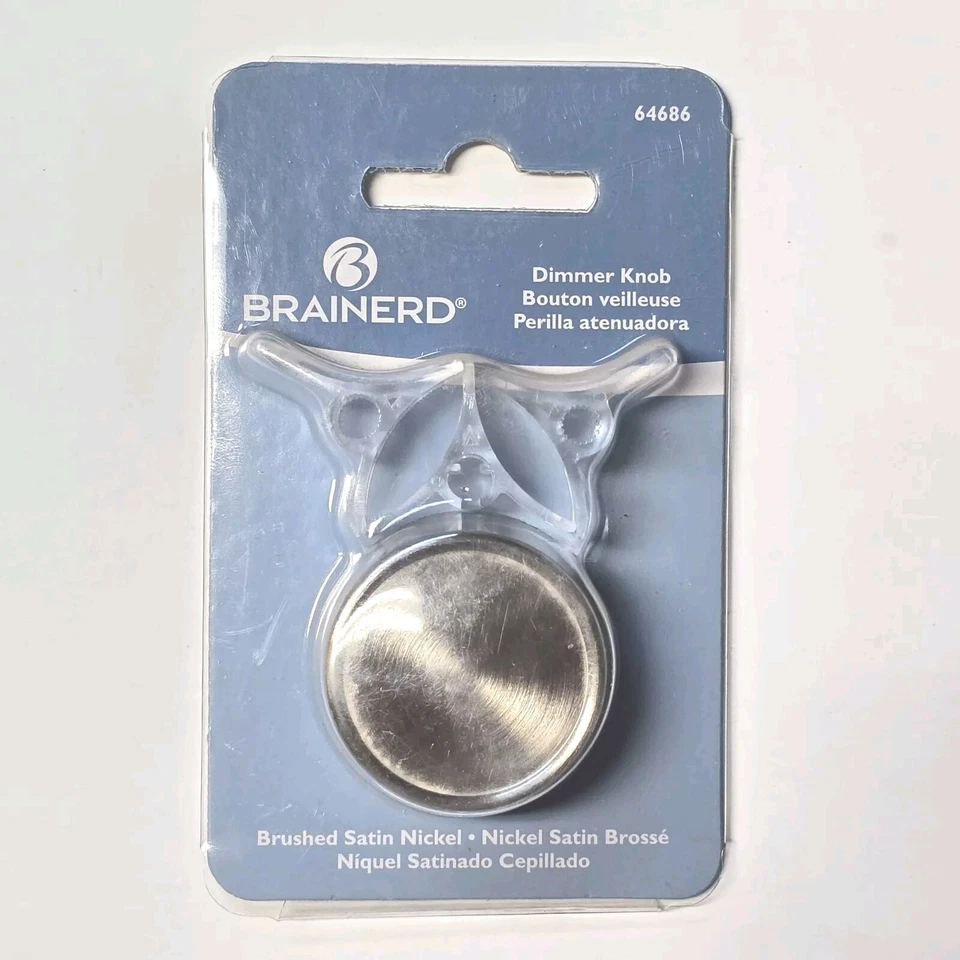 64686
B
BRAINERD®
Dimmer Knob
Bouton veilleuse
Perilla atenuadora
Brushed Satin Nickel • Nickel Satin Brossé
Níquel Satinado Cepillado